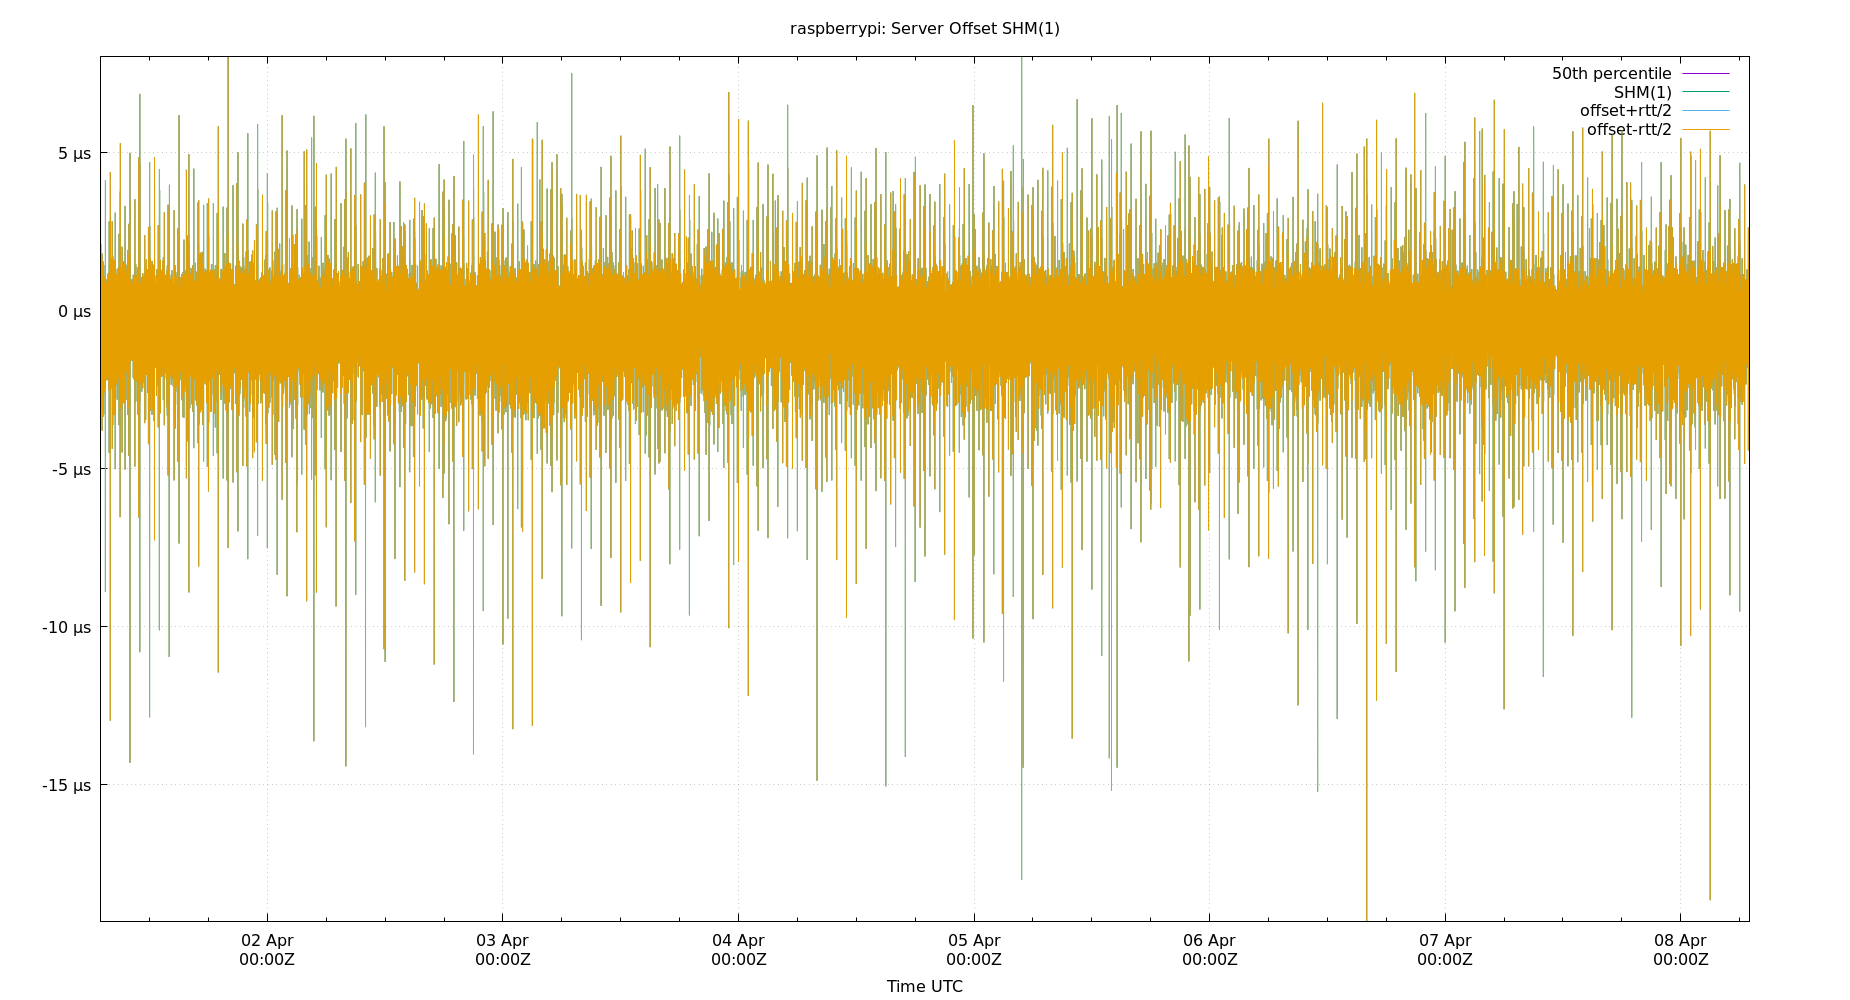 raspberrypi: Server Offset SHM(1)
50th percentile
SHM(1)
offset+rtt/2
offset-rtt/2
5 µs
0 µs
-5 µs
-10 µs
-15 µs
02 Apr
00:00Z
03 Apr
00:00Z
04 Apr
00:00Z
05 Apr
00:00Z
06 Apr
00:00Z
07 Apr
00:00Z
08 Apr
00:00Z
Time UTC